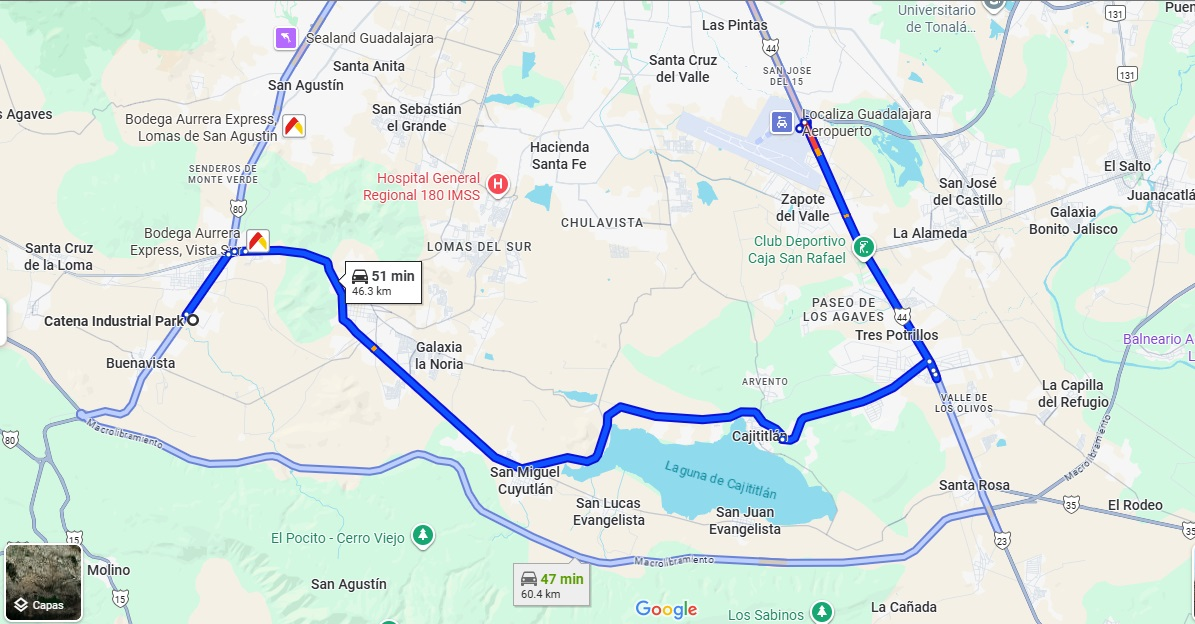 Las Pintas
Universitario
de Tonalá...
131
Puen
Sealand Guadalajara
44
Santa Anita
Santa Cruz
del Valle
SAN JOSE
DEL 15
131
San Agustín
s Agaves
Bodega Aurrera Express,
Lomas de San Agustín
San Sebastián
el Grande
Localiza Guadalajara
Aeropuerto
Hacienda
Santa Fe
SENDEROS DE
MONTE VERDE
Hospital General
Regional 180 IMSS
H
El Salto
San José
del Castillo
Juanacatlá
80
Zapote
del Valle
Galaxia
Bonito Jalisco
CHULAVISTA
Bodega Aurrera
Express, Vista S
LOMAS DEL SUR
Club Deportivo
Caja San Rafael
La Alameda
Santa Cruz
de la Loma
51 min
46.3 km
PASEO DE
LOS AGAVES
44
Catena Industrial Park
Tres Potrillos
Balneario A
L
Buenavista
Galaxia
la Noria
ARVENTO
VALLE DE
LOS OLIVOS
La Capilla
del Refugio
80
Macrolibramiento
Cajititlán
Macrolibramiento
San Miguel
Cuyutlán
Laguna de Cajititlán
Santa Rosa
San Lucas
Evangelista
San Juan
Evangelista
35
El Rodeo
35
15
El Pocito - Cerro Viejo
23
Macrolibramiento
Molino
San Agustín
47 min
60.4 km
15
Capas
Google
Los Sabinos
La Cañada